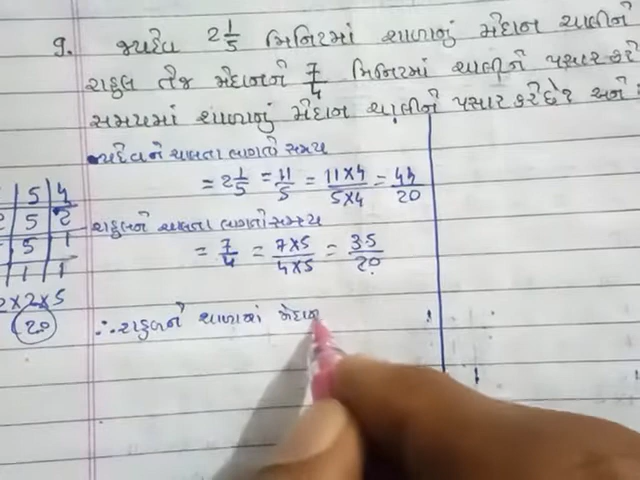 9. જયદેવ 2 1/5 મિનિટમાં શાળાનું મેદાન ચાલીને
રાહુલ તેજ મેદાનને 7/4 મિનિટમાં ચાલીને પસાર કરે
સમયમાં શાળાનું મેદાન ચાલીને પસાર કરે છે? અને
જયદેવને ચાલતા લાગતો સમય
= 2 1/5 = 11/5 = 11×4/5×4 = 44/20
રાહુલને ચાલતા લાગતો સમય
= 7/4 = 7×5/4×5 = 35/20
∴ રાહુલને શાળાનાં મેદાન
5 4
5 2
5 1
1 1
2×2×5
20